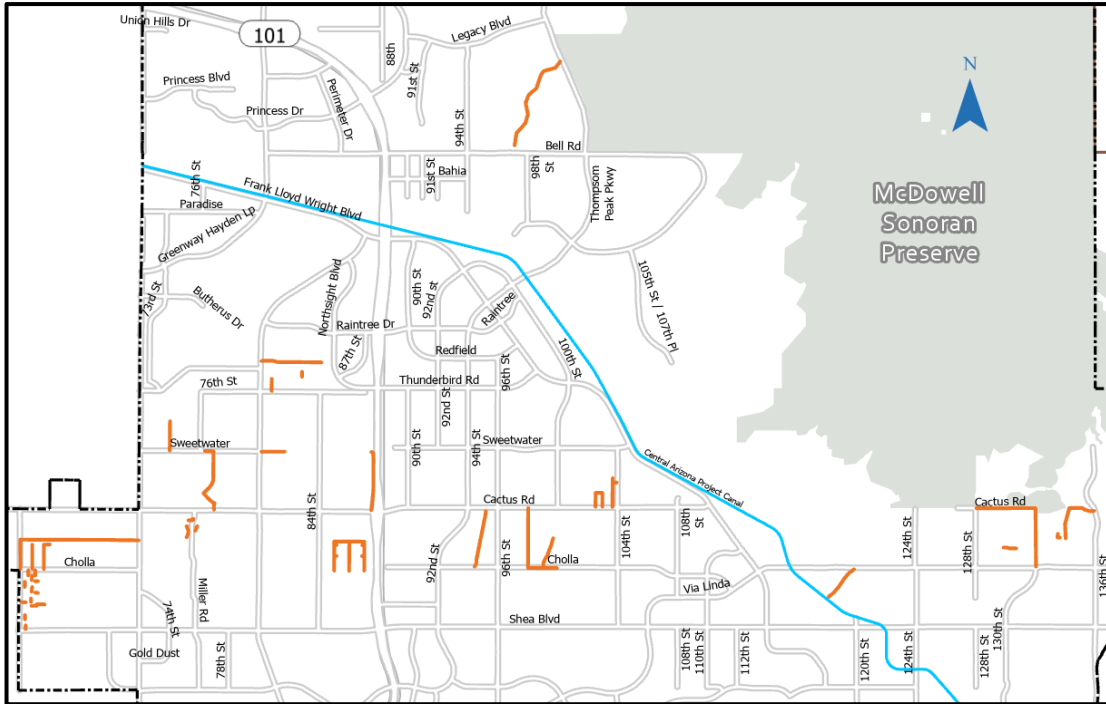 Union Hills Dr
101
88th
Legacy Blvd
N
Princess Blvd
91st St
Perimeter Dr
Princess Dr
94th St
Bell Rd
76th St
91st St
Bahia
98th
St
Thompsom
Peak Pkwy
McDowell
Sonoran
Preserve
Frank Lloyd Wright Blvd
Paradise
Greenway Hayden Lp
73rd St
Butherus Dr
Northsight Blvd
90th St
92nd st
Raintree
105th St / 107th Pl
Raintree Dr
87th St
Redfield
100th St
76th St
Thunderbird Rd
96th St
92nd St
Sweetwater
90th St
94th St
Sweetwater
Central Arizona Project Canal
84th St
Cactus Rd
104th St
108th
St
124th St
Cactus Rd
128th St
136th St
Cholla
92nd St
96th St
Cholla
Via Linda
Miller Rd
74th St
Shea Blvd
130th St
Gold Dust
78th St
108th St
110th St
112th St
120th St
124th St
128th St